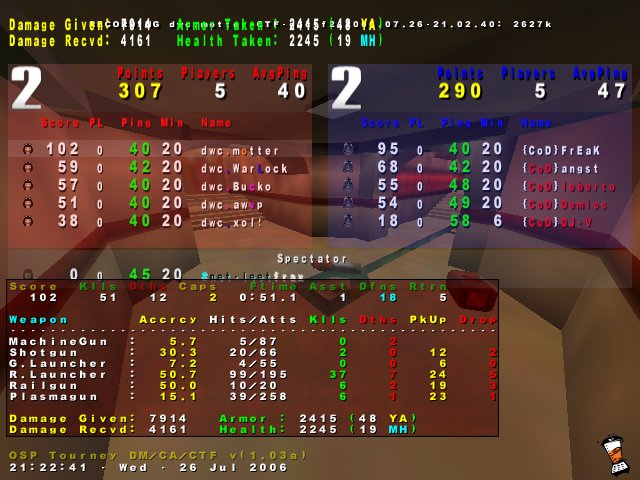 Damage Given: 7914 Armor Taken: 2415 (48 YA)
Damage Recvd: 4161 Health Taken: 2245 (19 MH)
2 Points Players AvgPing
307 5 40
2 Points Players AvgPing
290 5 47
Score PL Ping Min Name
102 0 40 20 dwc.motter
59 0 42 20 dwc.WarLock
57 0 40 20 dwc.Bucko
51 0 40 20 dwc.awvp
38 0 40 20 dwc.xol!
Score PL Ping Min Name
95 0 40 20 {CoD}FrEaK
68 0 42 20 {CoD}angst
55 0 48 20 {CoD}leberto
54 0 49 20 {CoD}Demios
18 0 58 6 {CoD}OJ-V
Spectator
0 0 45 20
Score Klls Dths Caps Ftime Asst Dfns Rtrn
102 51 12 2 0:51.1 1 18 5
Weapon Accrcy Hits/Atts Klls Dths PkUp Drop
MachineGun : 5.7 5/87 0 2
Shotgun : 30.3 20/66 2 0 12 2
G.Launcher : 7.2 4/55 0 0 6 0
R.Launcher : 50.7 99/195 37 7 24 5
Railgun : 50.0 10/20 6 2 19 3
Plasmagun : 15.1 39/258 6 1 23 1
Damage Given: 7914 Armor : 2415 (48 YA)
Damage Recvd: 4161 Health: 2245 (19 MH)
OSP Tourney DM/CA/CTF v(1.03a)
21:22:41 - Wed - 26 Jul 2006